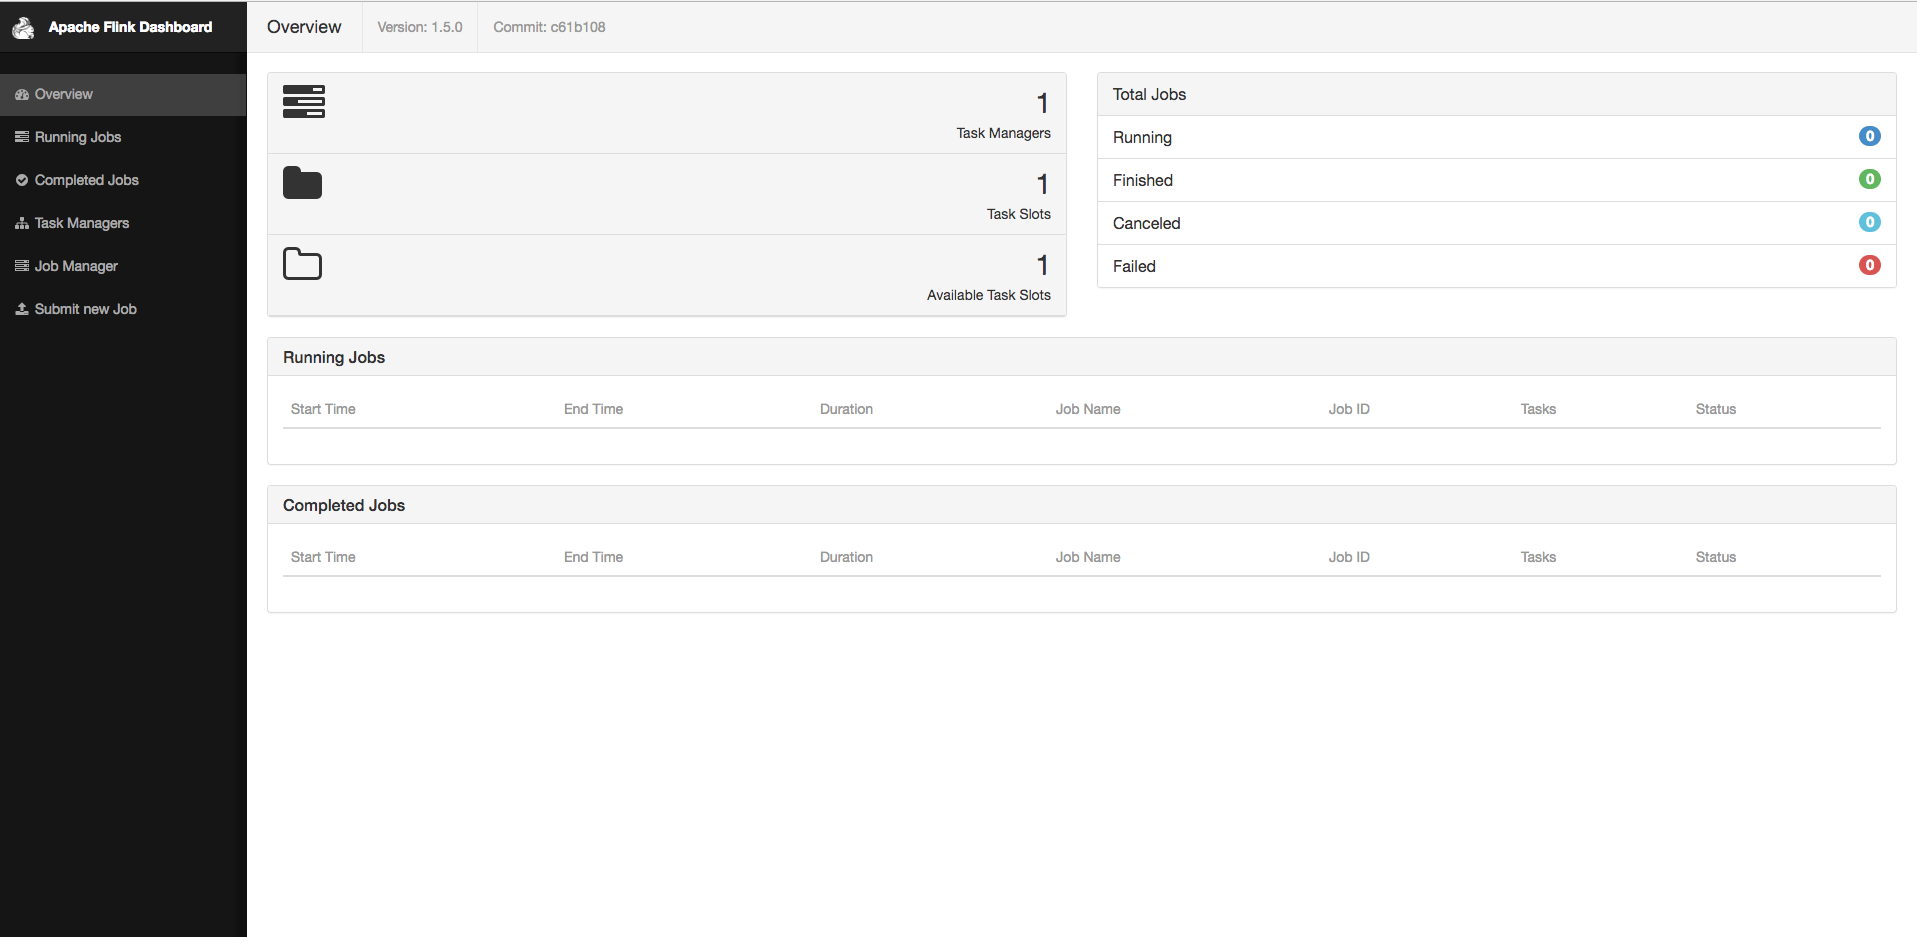 Apache Flink Dashboard
Overview
Version: 1.5.0
Commit: c61b108
Overview
Running Jobs
Completed Jobs
Task Managers
Job Manager
Submit new Job
1
Task Managers
1
Task Slots
1
Available Task Slots
Total Jobs
Running 0
Finished 0
Canceled 0
Failed 0
Running Jobs
Start Time End Time Duration Job Name Job ID Tasks Status
Completed Jobs
Start Time End Time Duration Job Name Job ID Tasks Status